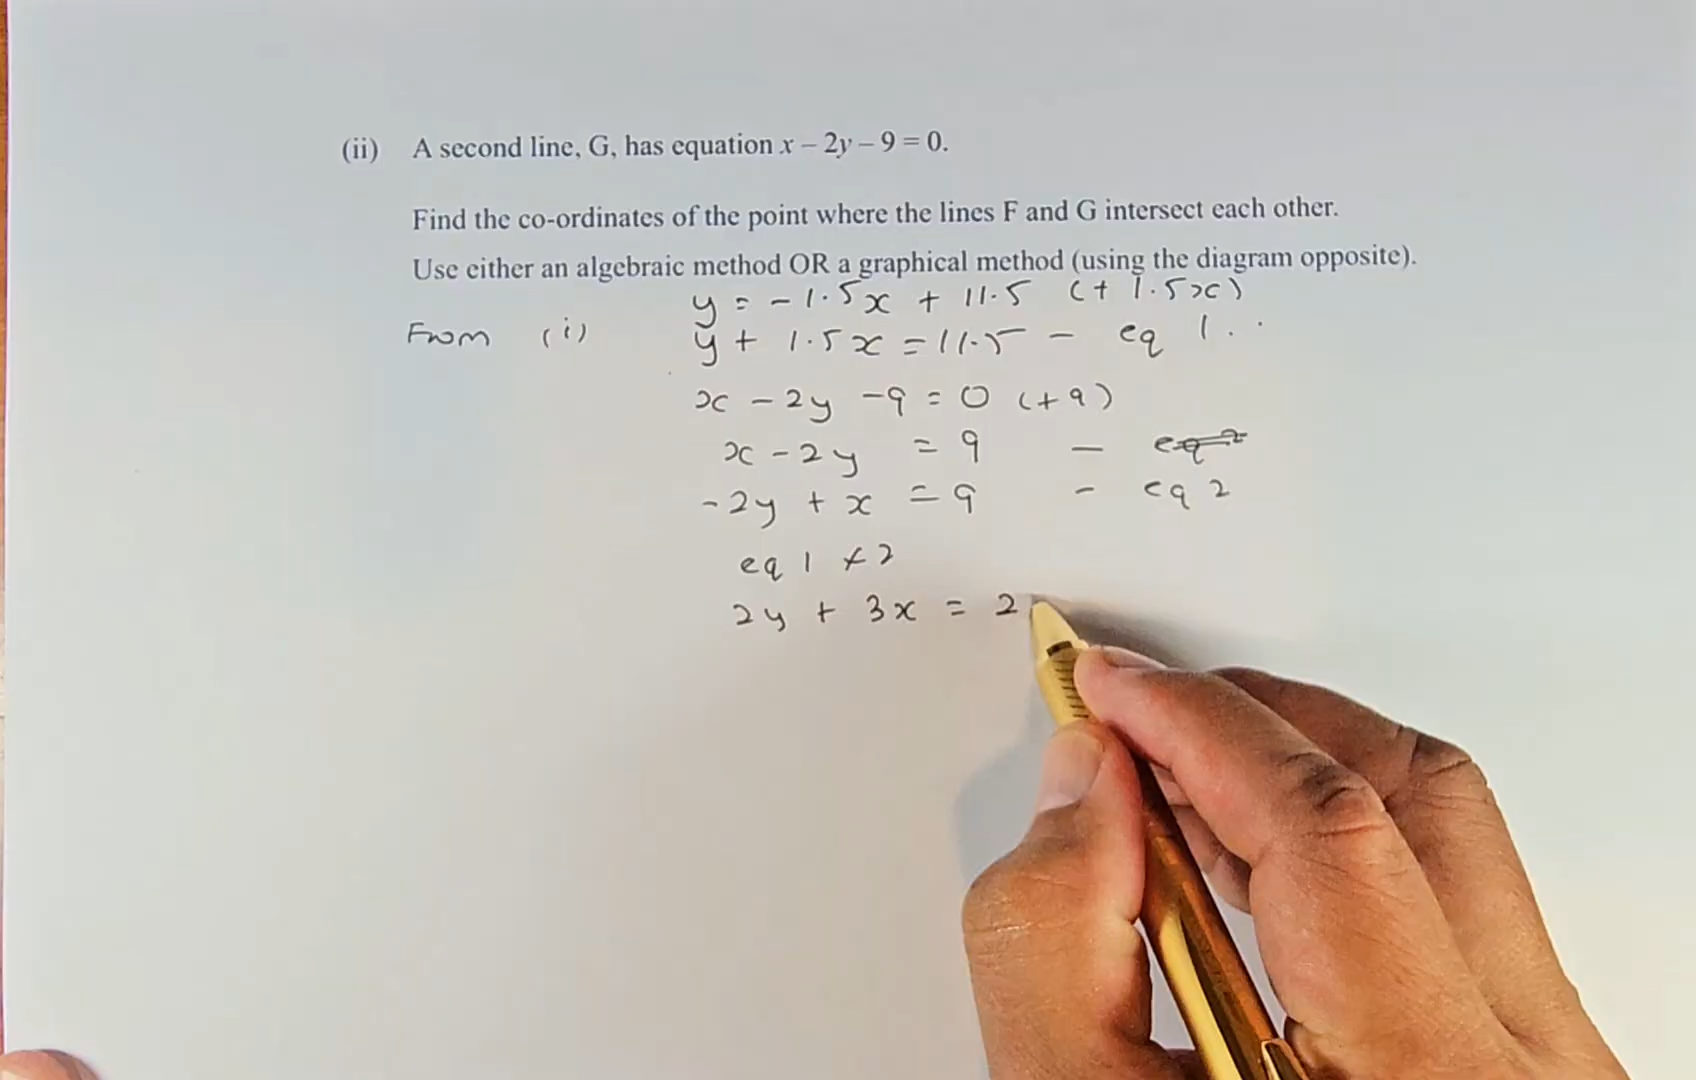 (ii) A second line, G, has equation x – 2y – 9 = 0.
Find the co-ordinates of the point where the lines F and G intersect each other.
Use either an algebraic method OR a graphical method (using the diagram opposite).
y = - 1.5x + 11.5 (+ 1.5x)
From (i) y + 1.5x = 11.5 - eq 1.
x - 2y - 9 = 0 (+9)
x - 2y = 9 - eq 2
-2y + x = 9 - eq 2
eq 1 × 2
2y + 3x = 2